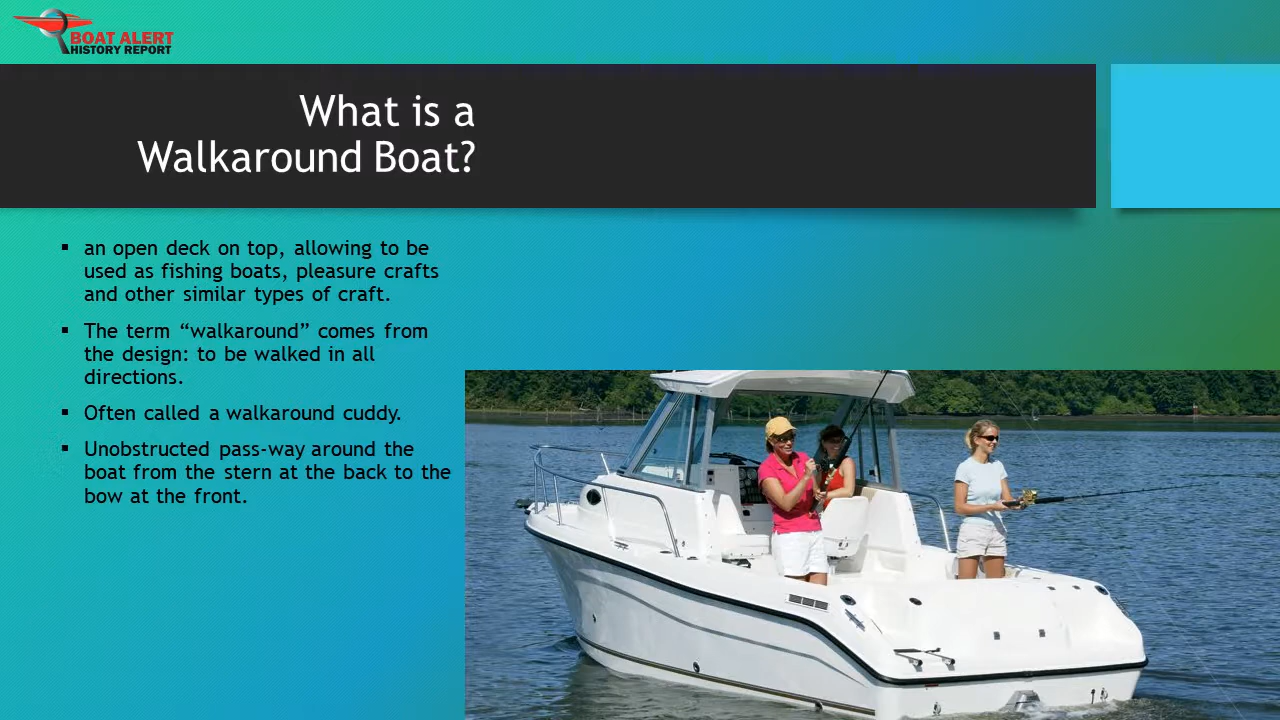 BOAT ALERT
HISTORY REPORT
What is a
Walkaround Boat?
▪ an open deck on top, allowing to be
used as fishing boats, pleasure crafts
and other similar types of craft.
▪ The term “walkaround” comes from
the design: to be walked in all
directions.
▪ Often called a walkaround cuddy.
▪ Unobstructed pass-way around the
boat from the stern at the back to the
bow at the front.